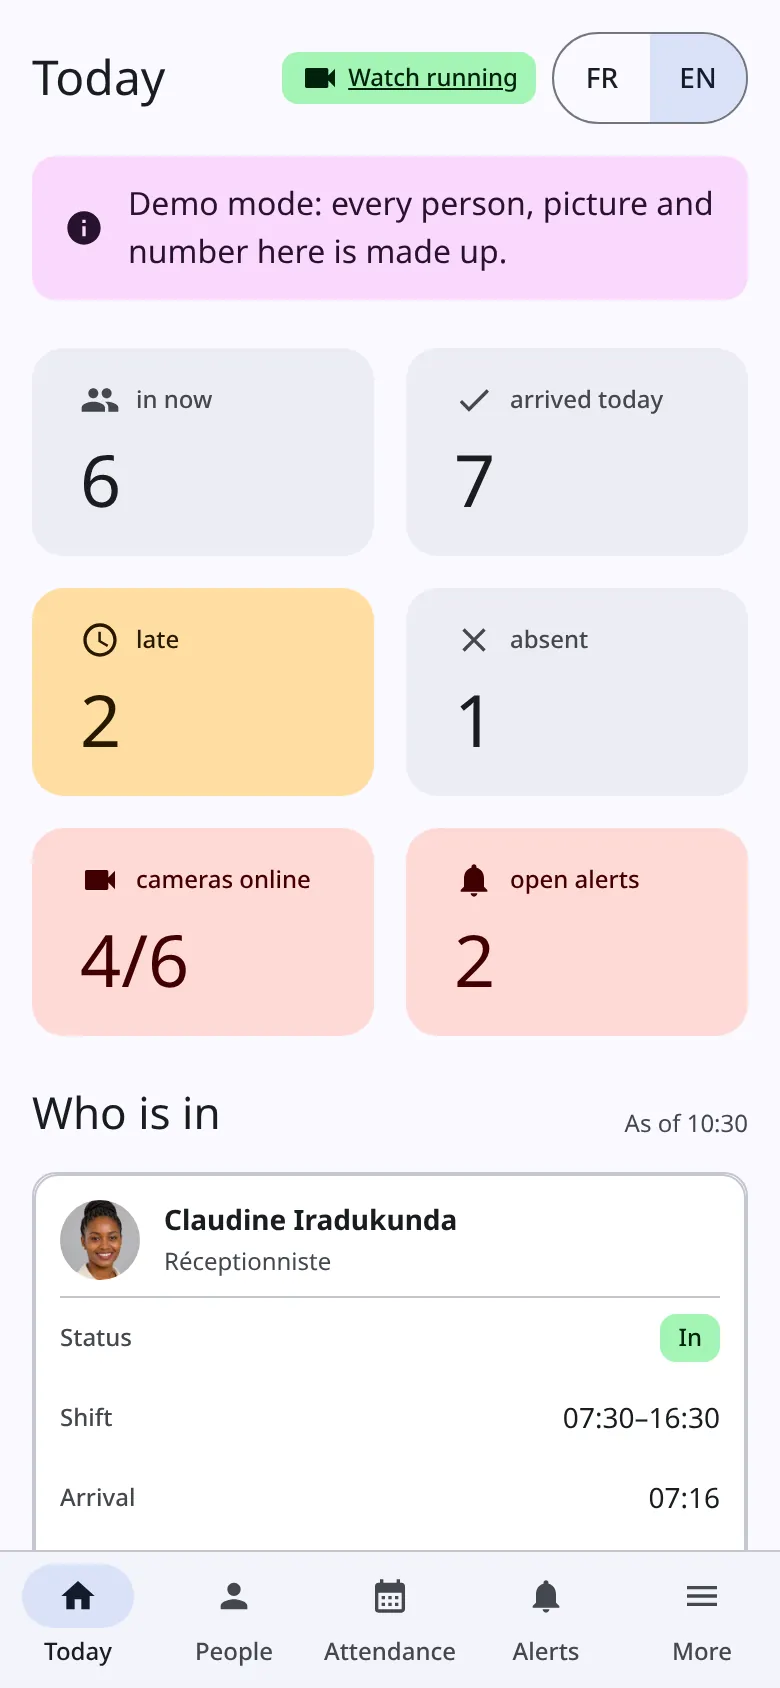 Today
Watch running
FR
EN
Demo mode: every person, picture and
number here is made up.
in now
6
arrived today
7
late
2
absent
1
cameras online
4/6
open alerts
2
Who is in
As of 10:30
Claudine Iradukunda
Réceptionniste
Status
In
Shift
07:30–16:30
Arrival
07:16
Today
People
Attendance
Alerts
More